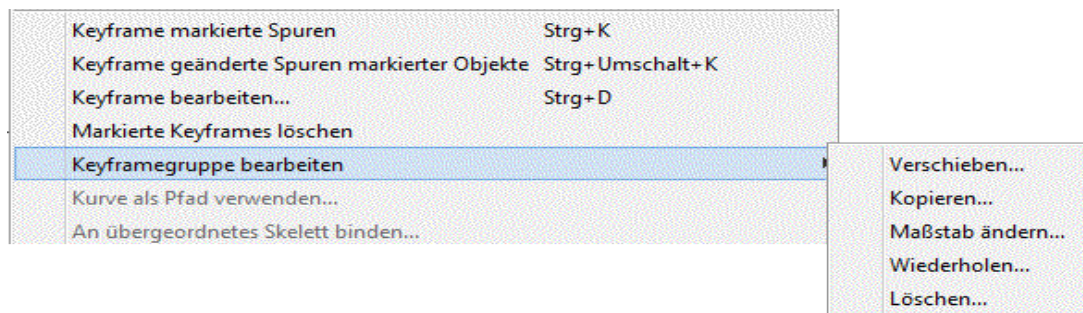 Keyframe markierte Spuren Strg+K
Keyframe geänderte Spuren markierter Objekte Strg+Umschalt+K
Keyframe bearbeiten... Strg+D
Markierte Keyframes löschen
Keyframegruppe bearbeiten
Kurve als Pfad verwenden...
An übergeordnetes Skelett binden...
Verschieben...
Kopieren...
Maßstab ändern...
Wiederholen...
Löschen...